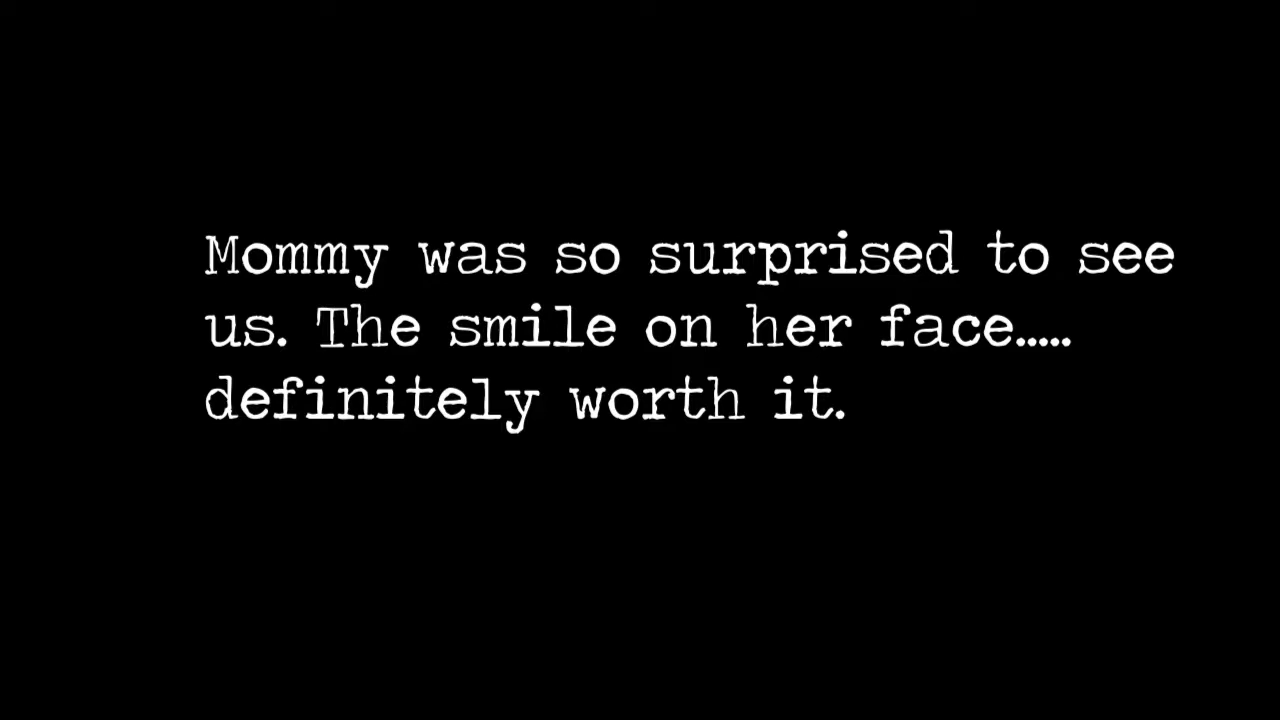 Mommy was so surprised to see
us. The smile on her face.....
definitely worth it.